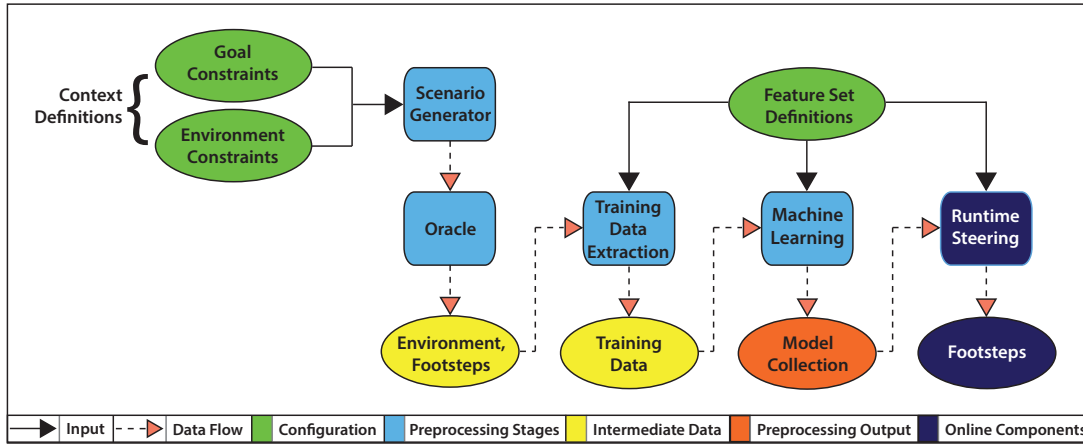 Goal
Constraints
Context
Definitions
Environment
Constraints
Scenario
Generator
Feature Set
Definitions
Oracle
Training
Data
Extraction
Machine
Learning
Runtime
Steering
Environment,
Footsteps
Training
Data
Model
Collection
Footsteps
Input
Data Flow
Configuration
Preprocessing Stages
Intermediate Data
Preprocessing Output
Online Components